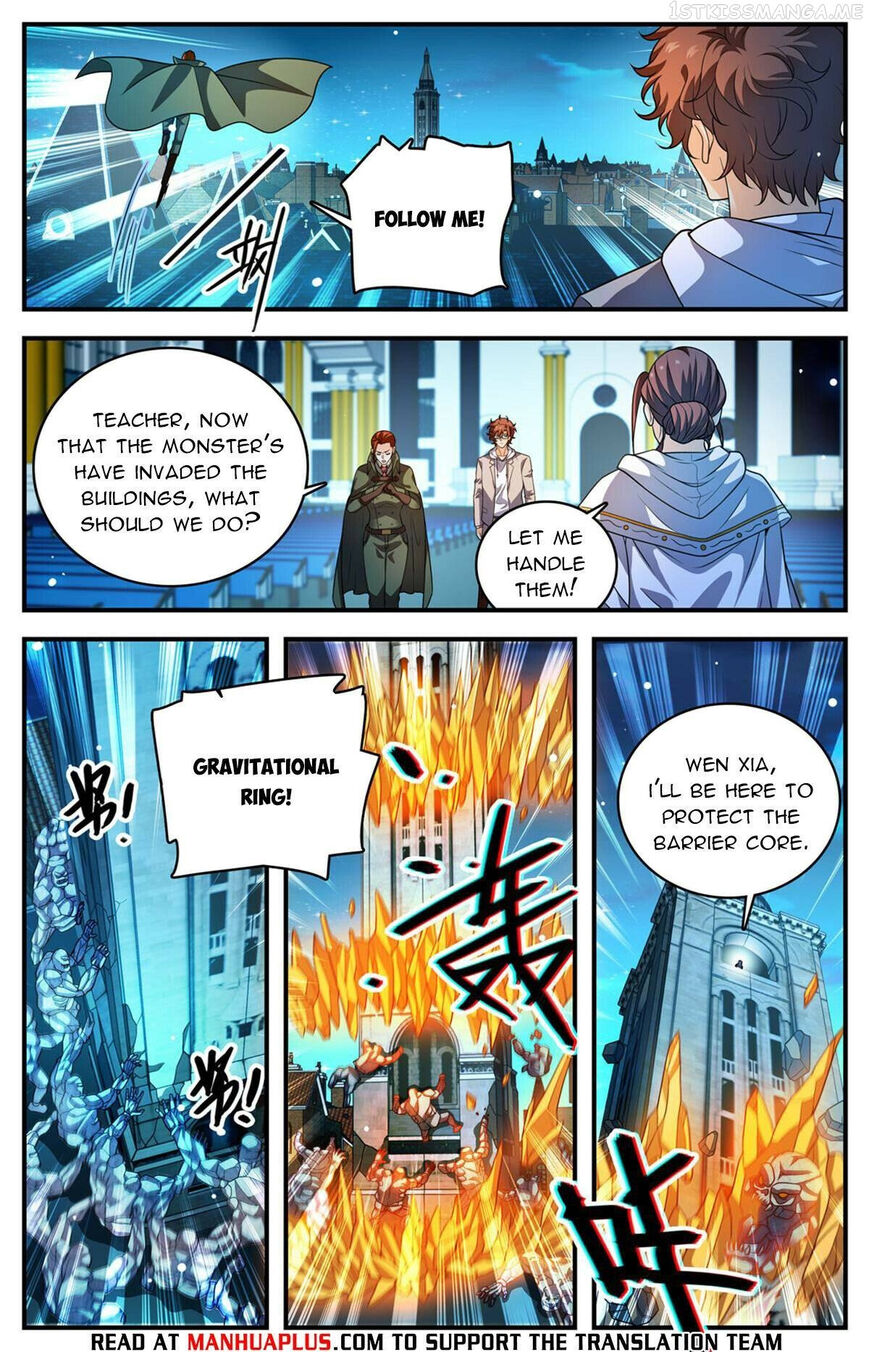 1STKISSMANGA.ME
FOLLOW ME!
TEACHER, NOW
THAT THE MONSTER'S
HAVE INVADED THE
BUILDINGS, WHAT
SHOULD WE DO?
LET ME
HANDLE
THEM!
GRAVITATIONAL
RING!
WEN XIA,
I'LL BE HERE TO
PROTECT THE
BARRIER CORE.
轰
READ AT MANHUAPLUS.COM TO SUPPORT THE TRANSLATION TEAM